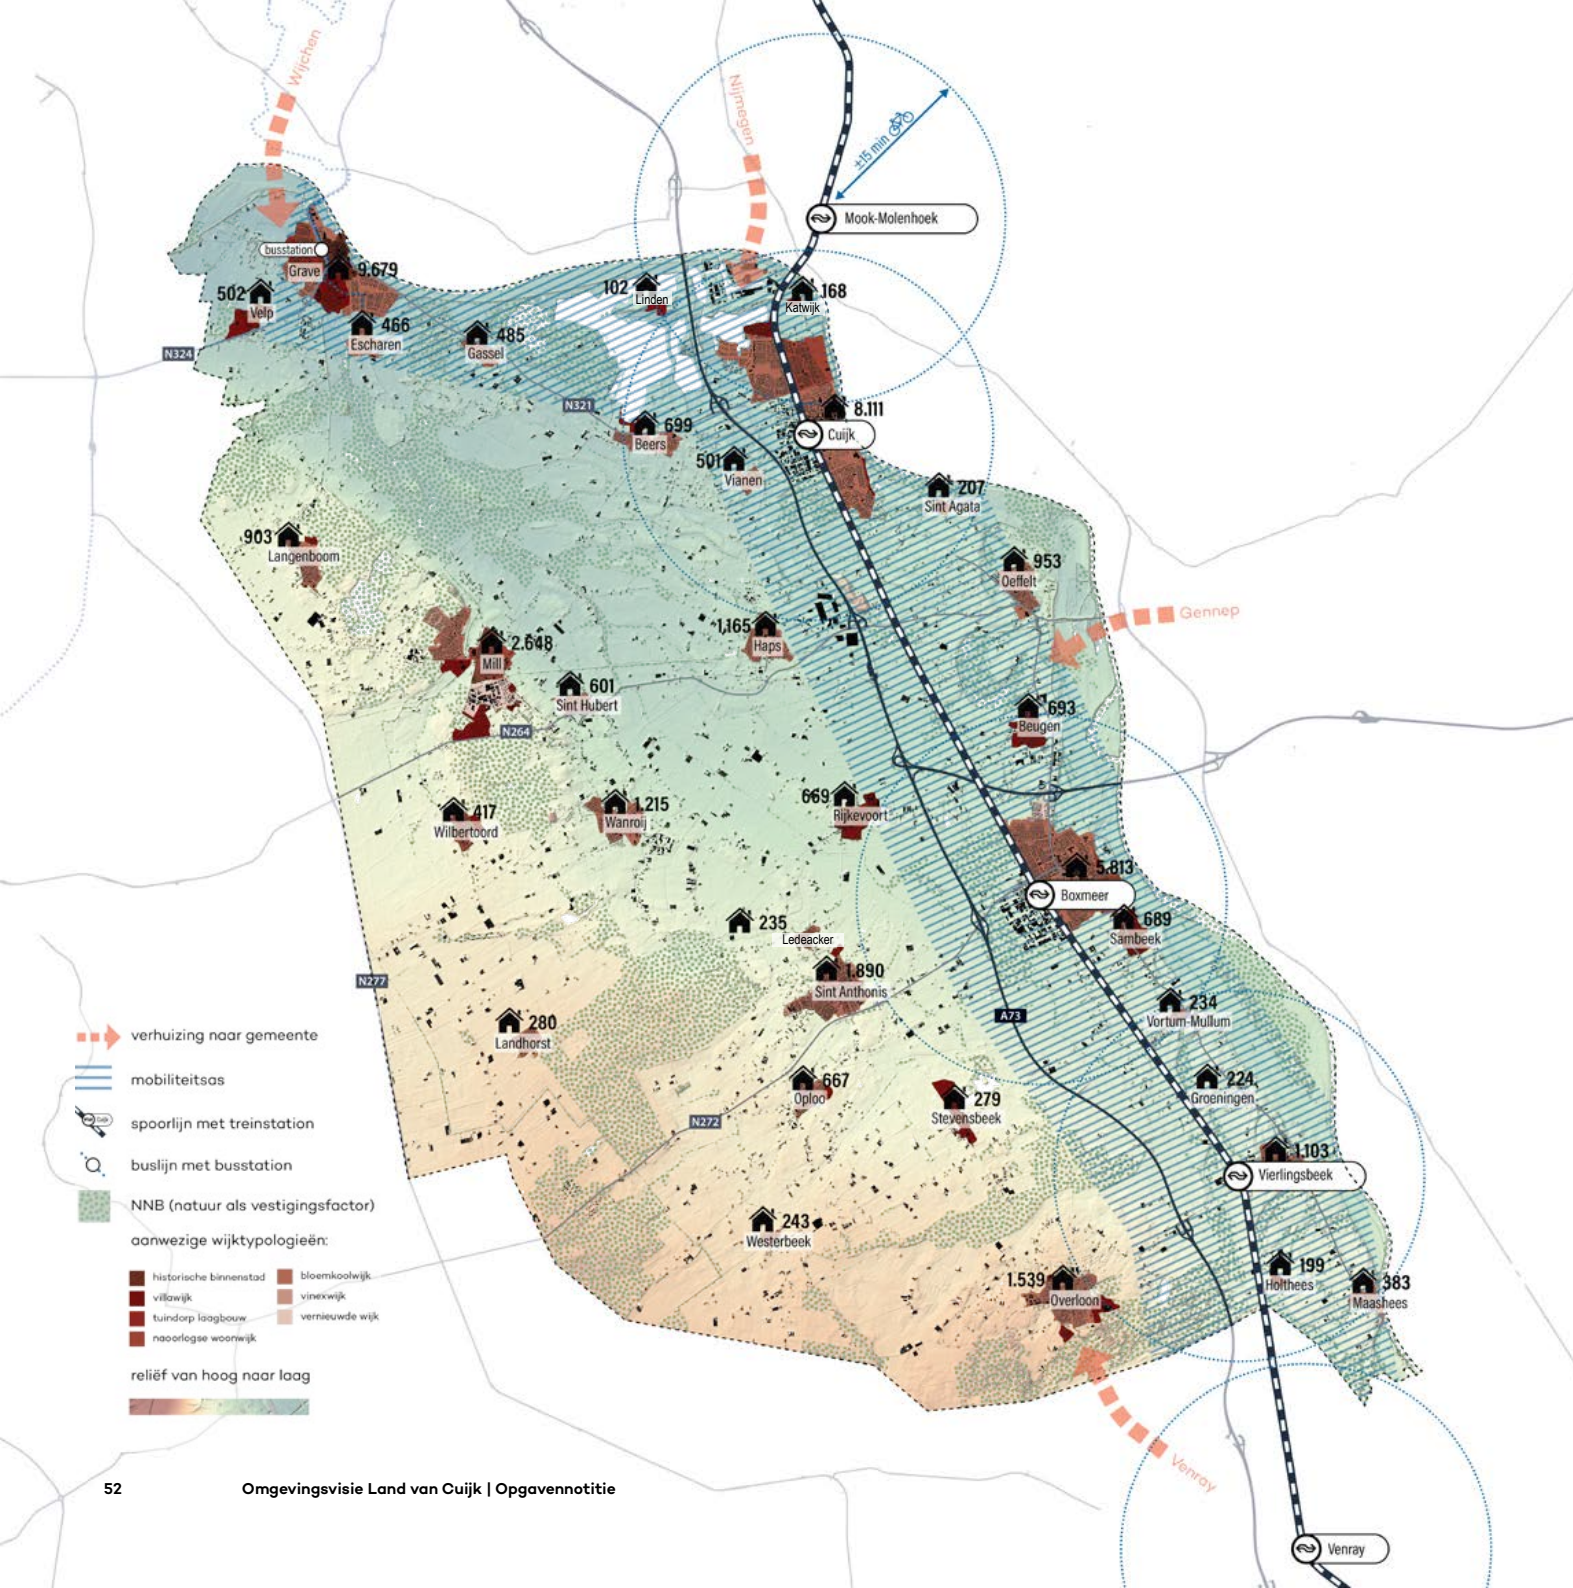 Wijchen
Nijmegen
±15 min
Mook-Molenhoek
busstation
Grave
9.679
502
Velp
466
Escharen
485
Gassel
102
Linden
168
Katwijk
N324
N321
699
Beers
8.111
Cuijk
501
Vianen
207
Sint Agata
903
Langenboom
953
Oeffelt
Gennep
1.165
Haps
2.648
Mill
601
Sint Hubert
N264
693
Beugen
417
Wilbertoord
1.215
Wanroij
669
Rijkevoort
5.813
Boxmeer
235
Ledeacker
689
Sambeek
1.890
Sint Anthonis
N277
280
Landhorst
A73
234
Vortum-Mullum
667
Oploo
279
Stevensbeek
224
Groeningen
N272
1.103
Vierlingsbeek
243
Westerbeek
1.539
Overloon
199
Holthees
383
Maashees
Venray
Venray
verhuizing naar gemeente
mobiliteitsas
spoorlijn met treinstation
buslijn met busstation
NNB (natuur als vestigingsfactor)
aanwezige wijktypologieën:
historische binnenstad
bloemkoolwijk
villawijk
vinexwijk
tuindorp laagbouw
vernieuwde wijk
naoorlogse woonwijk
reliëf van hoog naar laag
52 Omgevingsvisie Land van Cuijk | Opgavennotitie